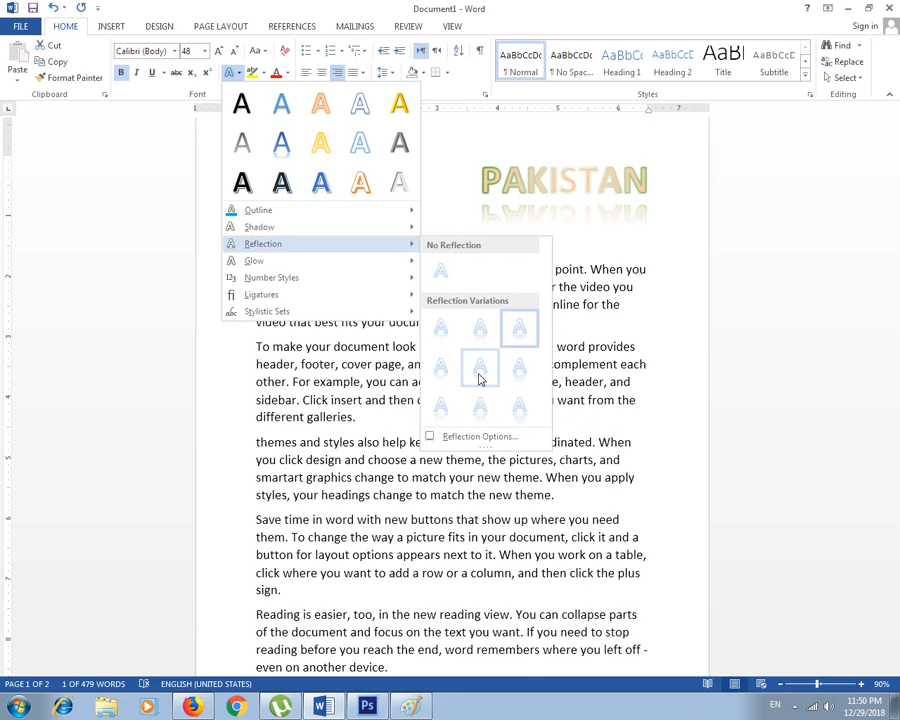 Document1 - Word
FILE HOME INSERT DESIGN PAGE LAYOUT REFERENCES MAILINGS REVIEW VIEW Sign in
Paste Cut Copy Format Painter
Calibri (Body) 48
AaBbCcDc AaBbCcDc AaBbCc AaBbCc AaB AaBbCcD
¶ Normal ¶ No Spac... Heading 1 Heading 2 Title Subtitle
Find Replace Select
Clipboard Font Styles Editing
Outline
Shadow
Reflection
Glow
Number Styles
Ligatures
Stylistic Sets
No Reflection
Reflection Variations
Reflection Options...
PAKISTAN
point. When you
r the video you
nline for the
video that best fits your docu
To make your document look word provides
header, footer, cover page, an complement each
other. For example, you can a e, header, and
sidebar. Click insert and then c want from the
different galleries.
themes and styles also help ke dinated. When
you click design and choose a new theme, the pictures, charts, and
smartart graphics change to match your new theme. When you apply
styles, your headings change to match the new theme.
Save time in word with new buttons that show up where you need
them. To change the way a picture fits in your document, click it and a
button for layout options appears next to it. When you work on a table,
click where you want to add a row or a column, and then click the plus
sign.
Reading is easier, too, in the new reading view. You can collapse parts
of the document and focus on the text you want. If you need to stop
reading before you reach the end, word remembers where you left off -
even on another device.
PAGE 1 OF 2 1 OF 479 WORDS ENGLISH (UNITED STATES) 90%
EN 11:50 PM
12/29/2018